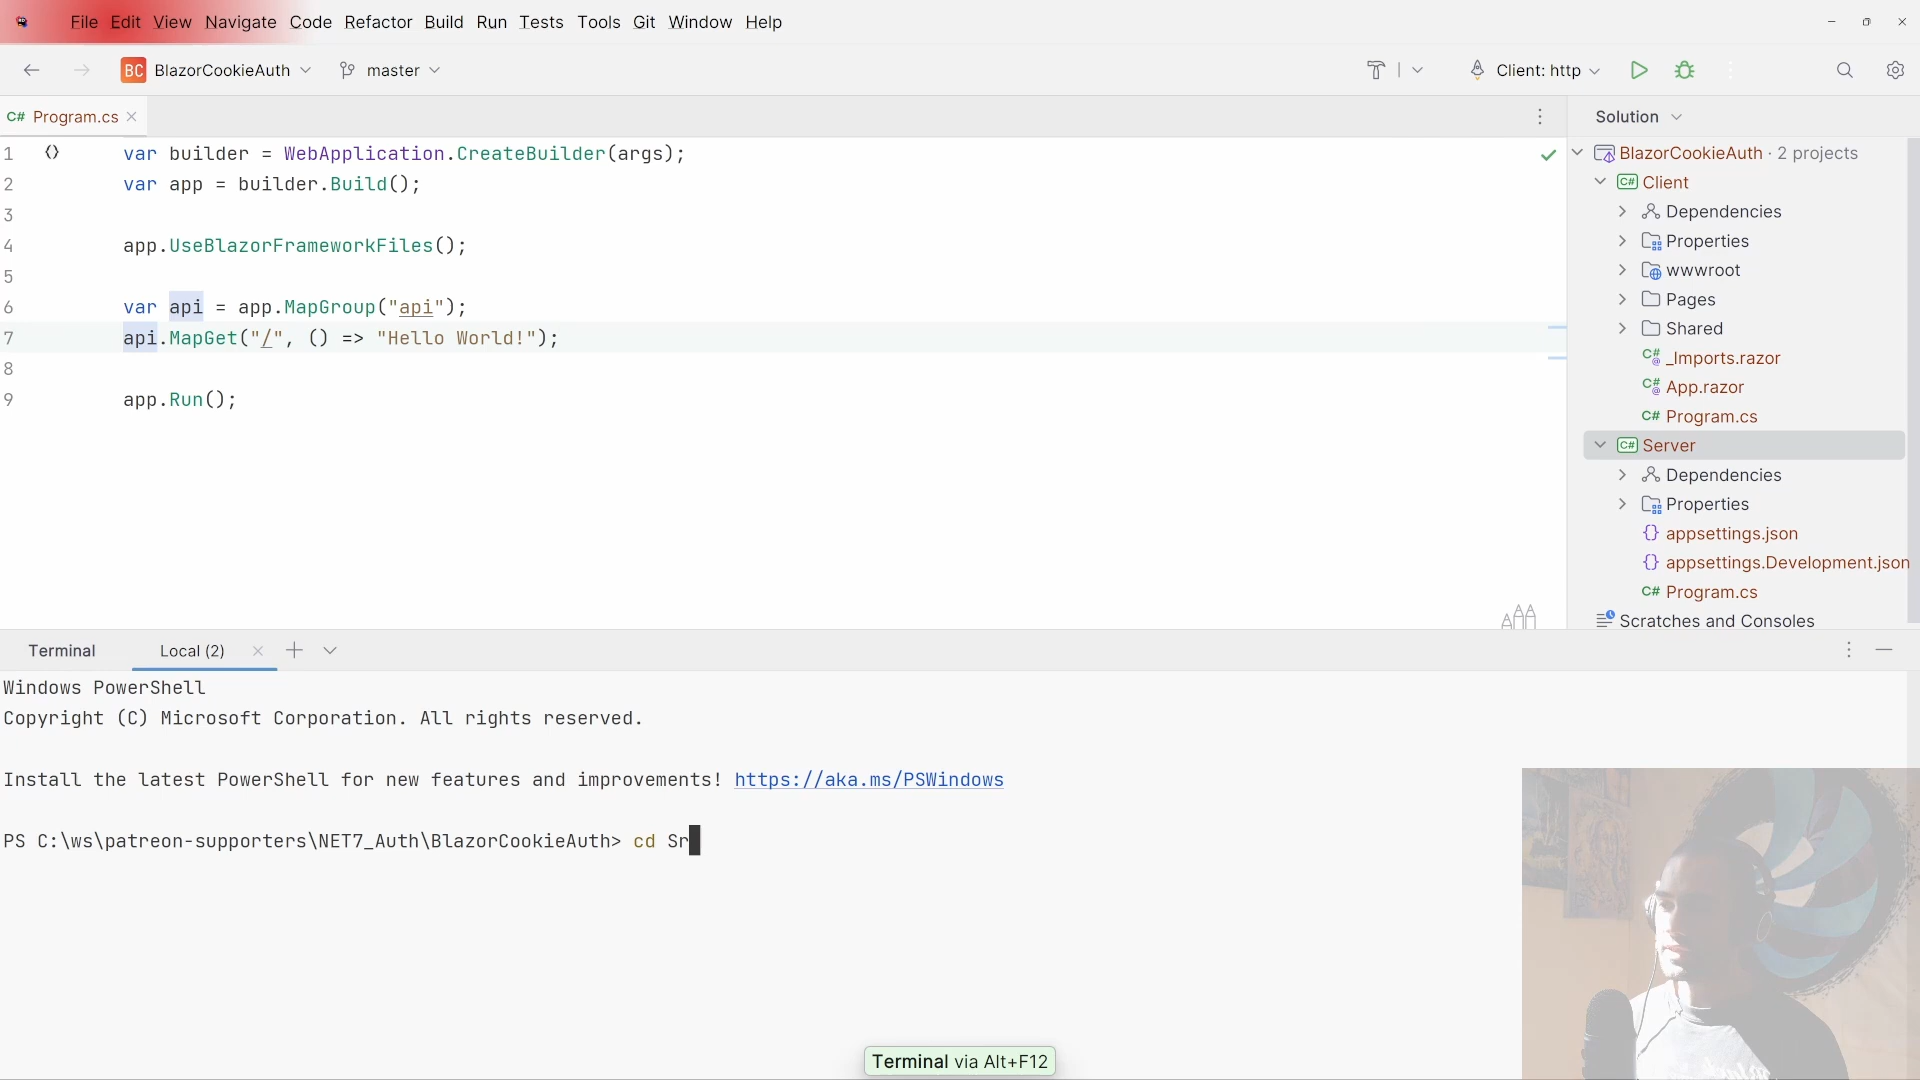 File Edit View Navigate Code Refactor Build Run Tests Tools Git Window Help
BC BlazorCookieAuth master Client: http
C# Program.cs
Solution
1 var builder = WebApplication.CreateBuilder(args);
2 var app = builder.Build();
3
4 app.UseBlazorFrameworkFiles();
5
6 var api = app.MapGroup("api");
7 api.MapGet("/", () => "Hello World!");
8
9 app.Run();
BlazorCookieAuth · 2 projects
C# Client
Dependencies
Properties
wwwroot
Pages
Shared
C# _Imports.razor
C# App.razor
C# Program.cs
C# Server
Dependencies
Properties
{} appsettings.json
{} appsettings.Development.json
C# Program.cs
Scratches and Consoles
Terminal Local (2)
Windows PowerShell
Copyright (C) Microsoft Corporation. All rights reserved.
Install the latest PowerShell for new features and improvements! https://aka.ms/PSWindows
PS C:\ws\patreon-supporters\NET7_Auth\BlazorCookieAuth> cd Sr
Terminal via Alt+F12